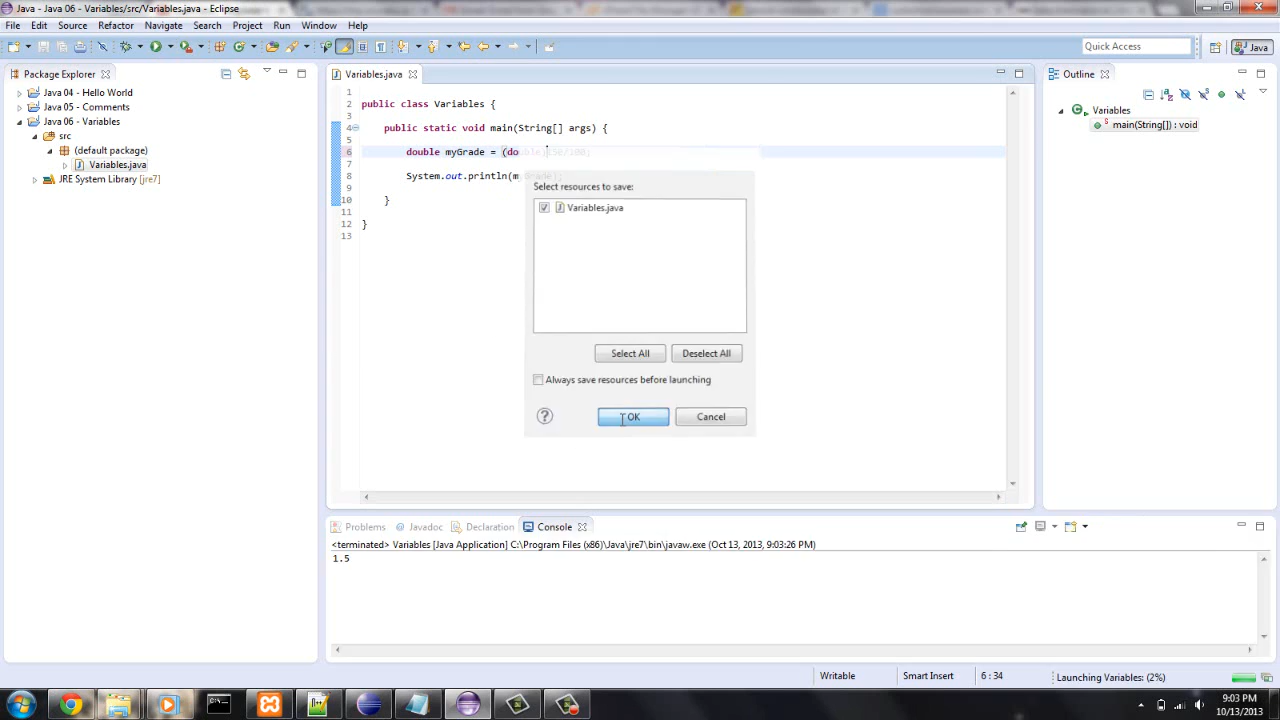 Java - Java 06 - Variables/src/Variables.java - Eclipse
File Edit Source Refactor Navigate Search Project Run Window Help
Quick Access
Java
Package Explorer
Variables.java
Outline
Java 04 - Hello World
Java 05 - Comments
Java 06 - Variables
src
(default package)
Variables.java
JRE System Library [jre7]
1
2 public class Variables {
3
4 public static void main(String[] args) {
5
6 double myGrade = (double)150/100;
7
8 System.out.println(myGrade);
9
10 }
11
12 }
13
Variables
main(String[]) : void
Select resources to save:
Variables.java
Select All Deselect All
Always save resources before launching
? OK Cancel
Problems @ Javadoc Declaration Console
<terminated> Variables [Java Application] C:\Program Files (x86)\Java\jre7\bin\javaw.exe (Oct 13, 2013, 9:03:26 PM)
1.5
Writable Smart Insert 6 : 34 Launching Variables: (2%)
9:03 PM
10/13/2013